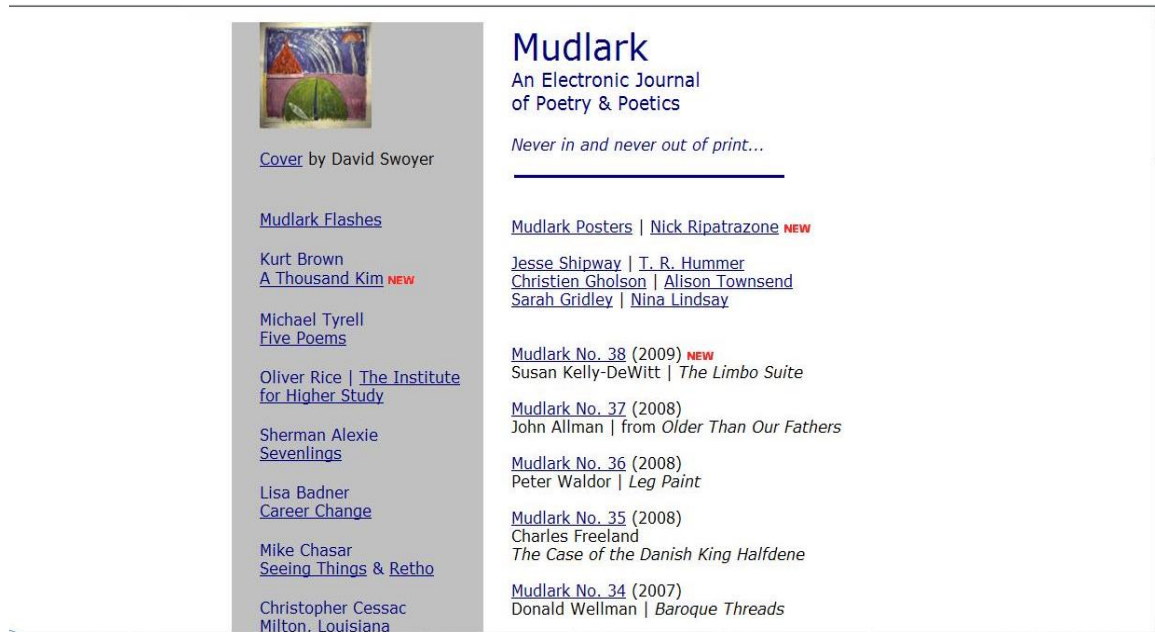 Cover by David Swoyer
Mudlark Flashes
Kurt Brown
A Thousand Kim NEW
Michael Tyrell
Five Poems
Oliver Rice | The Institute
for Higher Study
Sherman Alexie
Sevenlings
Lisa Badner
Career Change
Mike Chasar
Seeing Things & Retho
Christopher Cessac
Milton, Louisiana
Mudlark
An Electronic Journal
of Poetry & Poetics
Never in and never out of print...
Mudlark Posters | Nick Ripatrazone NEW
Jesse Shipway | T. R. Hummer
Christien Gholson | Alison Townsend
Sarah Gridley | Nina Lindsay
Mudlark No. 38 (2009) NEW
Susan Kelly-DeWitt | The Limbo Suite
Mudlark No. 37 (2008)
John Allman | from Older Than Our Fathers
Mudlark No. 36 (2008)
Peter Waldor | Leg Paint
Mudlark No. 35 (2008)
Charles Freeland
The Case of the Danish King Halfdene
Mudlark No. 34 (2007)
Donald Wellman | Baroque Threads